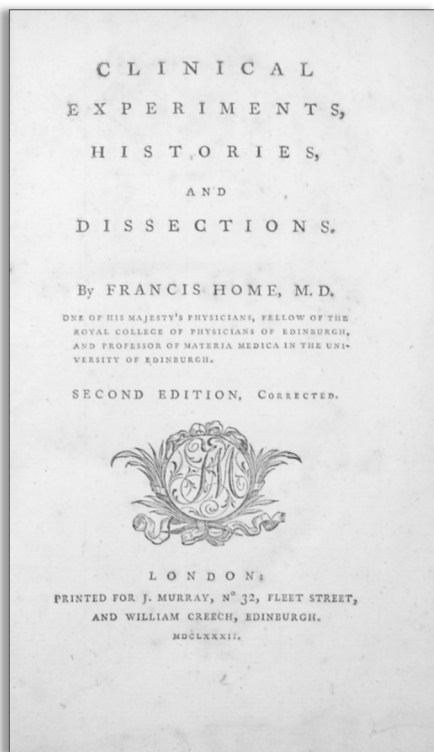 CLINICAL
EXPERIMENTS,
HISTORIES,
AND
DISSECTIONS.
By FRANCIS HOME, M.D.
ONE OF HIS MAJESTY'S PHYSICIANS, FELLOW OF THE
ROYAL COLLEGE OF PHYSICIANS OF EDINBURGH,
AND PROFESSOR OF MATERIA MEDICA IN THE UNI-
VERSITY OF EDINBURGH.
SECOND EDITION, CORRECTED.
JM
LONDON:
PRINTED FOR J. MURRAY, Nº 32, FLEET STREET,
AND WILLIAM CREECH, EDINBURGH.
MDCLXXXII.